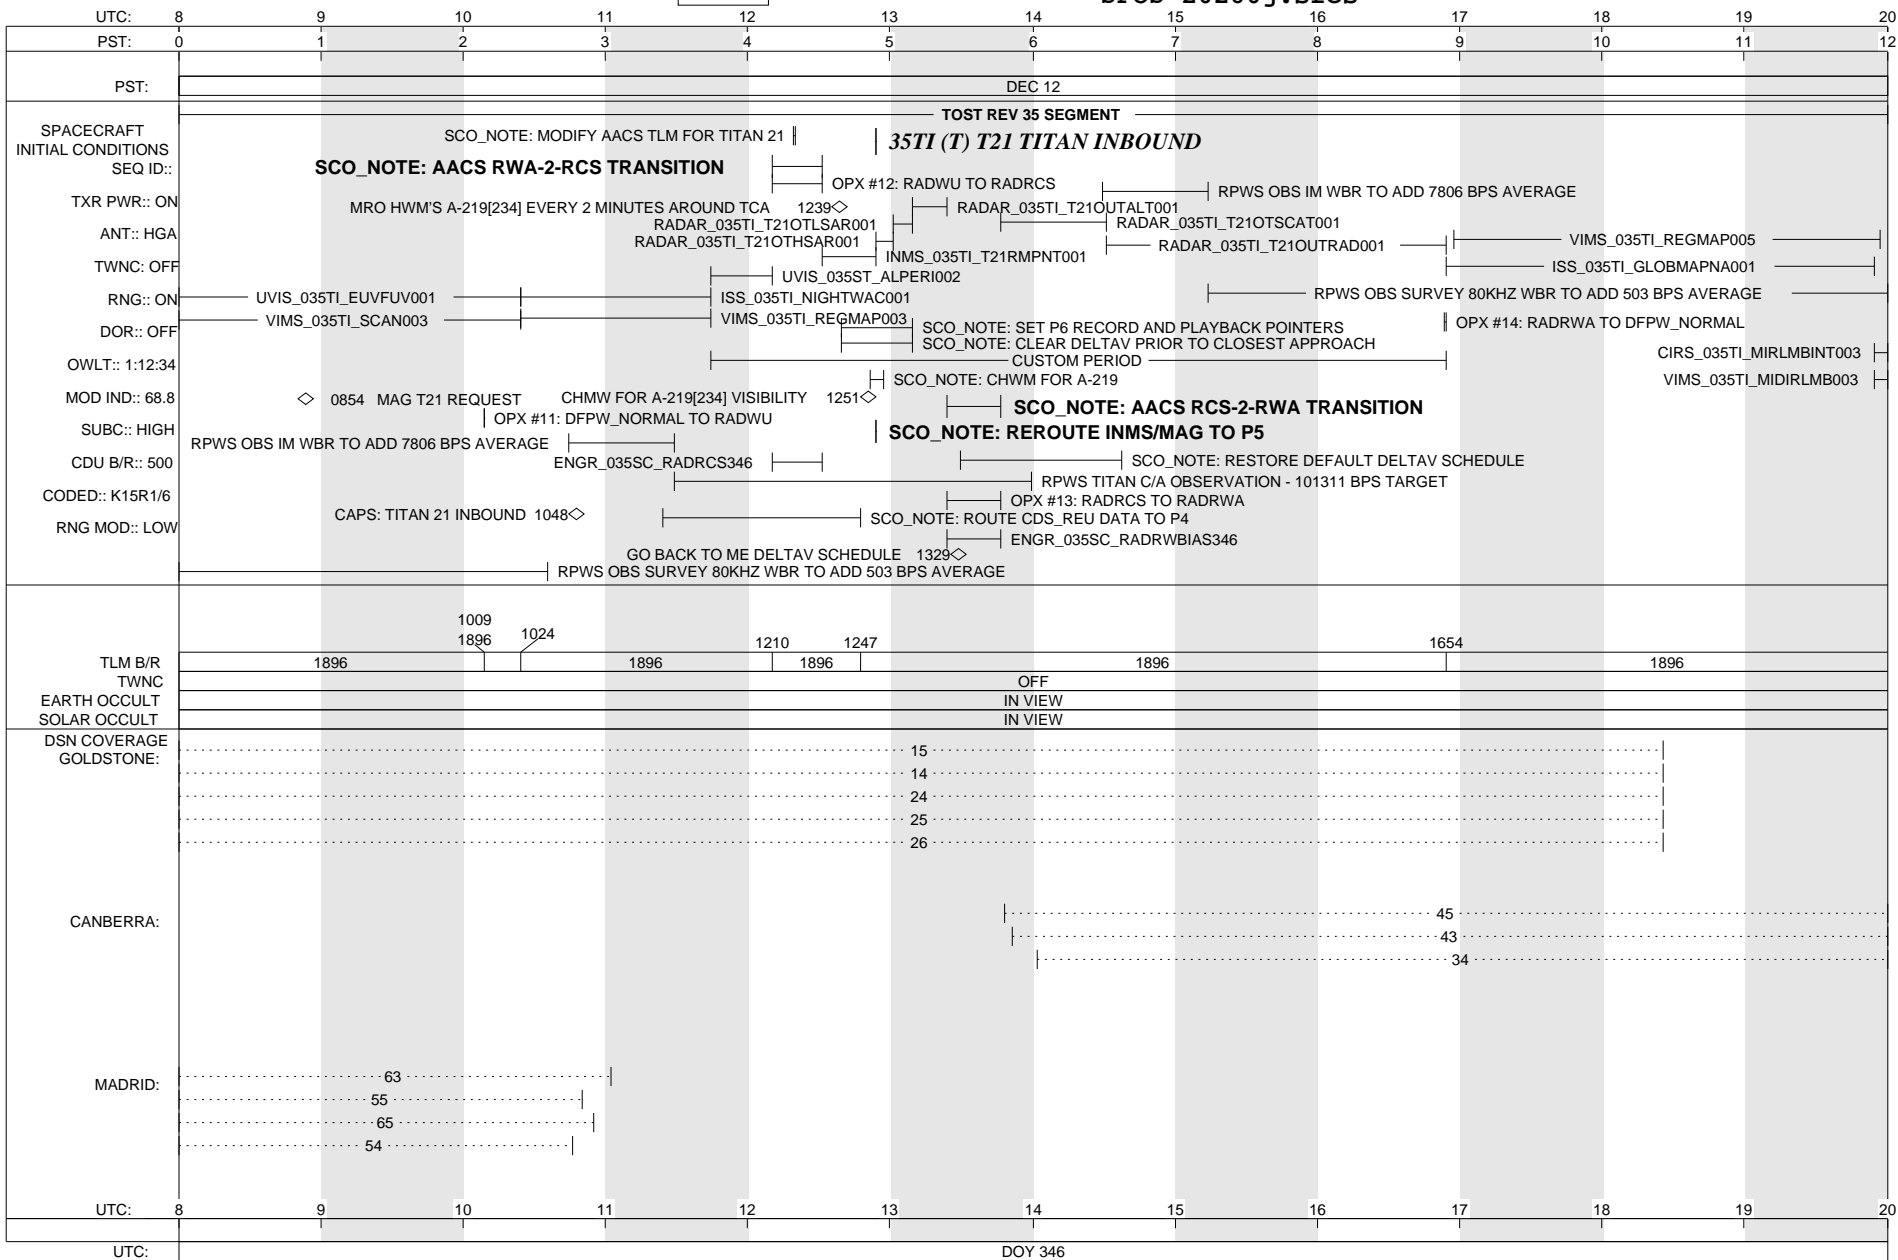 UTC: 8 9 10 11 12 13 14 15 16 17 18 19 20
PST: 0 1 2 3 4 5 6 7 8 9 10 11 12
PST: DEC 12
TOST REV 35 SEGMENT
SPACECRAFT
INITIAL CONDITIONS
SEQ ID::
TXR PWR:: ON
ANT:: HGA
TWNC: OFF
RNG:: ON
DOR:: OFF
OWLT:: 1:12:34
MOD IND:: 68.8
SUBC:: HIGH
CDU B/R:: 500
CODED:: K15R1/6
RNG MOD:: LOW
SCO_NOTE: MODIFY AACS TLM FOR TITAN 21
35TI (T) T21 TITAN INBOUND
SCO_NOTE: AACS RWA-2-RCS TRANSITION
OPX #12: RADWU TO RADRCS
RPWS OBS IM WBR TO ADD 7806 BPS AVERAGE
MRO HWM'S A-219[234] EVERY 2 MINUTES AROUND TCA 1239
RADAR_035TI_T21OUTALT001
RADAR_035TI_T21OTLSAR001
RADAR_035TI_T21OTSCAT001
RADAR_035TI_T21OTHSAR001
RADAR_035TI_T21OUTRAD001
VIMS_035TI_REGMAP005
INMS_035TI_T21RMPNT001
ISS_035TI_GLOBMAPNA001
UVIS_035ST_ALPERI002
UVIS_035TI_EUVFUV001
ISS_035TI_NIGHTWAC001
RPWS OBS SURVEY 80KHZ WBR TO ADD 503 BPS AVERAGE
VIMS_035TI_SCAN003
VIMS_035TI_REGMAP003
SCO_NOTE: SET P6 RECORD AND PLAYBACK POINTERS
OPX #14: RADRWA TO DFPW_NORMAL
SCO_NOTE: CLEAR DELTAV PRIOR TO CLOSEST APPROACH
CUSTOM PERIOD
CIRS_035TI_MIRLMBINT003
SCO_NOTE: CHWM FOR A-219
VIMS_035TI_MIDIRLMB003
0854 MAG T21 REQUEST
CHMW FOR A-219[234] VISIBILITY 1251
SCO_NOTE: AACS RCS-2-RWA TRANSITION
OPX #11: DFPW_NORMAL TO RADWU
SCO_NOTE: REROUTE INMS/MAG TO P5
RPWS OBS IM WBR TO ADD 7806 BPS AVERAGE
ENGR_035SC_RADRCS346
SCO_NOTE: RESTORE DEFAULT DELTAV SCHEDULE
RPWS TITAN C/A OBSERVATION - 101311 BPS TARGET
OPX #13: RADRCS TO RADRWA
CAPS: TITAN 21 INBOUND 1048
SCO_NOTE: ROUTE CDS_REU DATA TO P4
ENGR_035SC_RADRWBIAS346
GO BACK TO ME DELTAV SCHEDULE 1329
RPWS OBS SURVEY 80KHZ WBR TO ADD 503 BPS AVERAGE
1009
1896 1024 1210 1247 1654
TLM B/R 1896 1896 1896 1896 1896
TWNC OFF
EARTH OCCULT IN VIEW
SOLAR OCCULT IN VIEW
DSN COVERAGE
GOLDSTONE:
15
14
24
25
26
CANBERRA:
45
43
34
MADRID:
63
55
65
54
UTC: 8 9 10 11 12 13 14 15 16 17 18 19 20
UTC: DOY 346